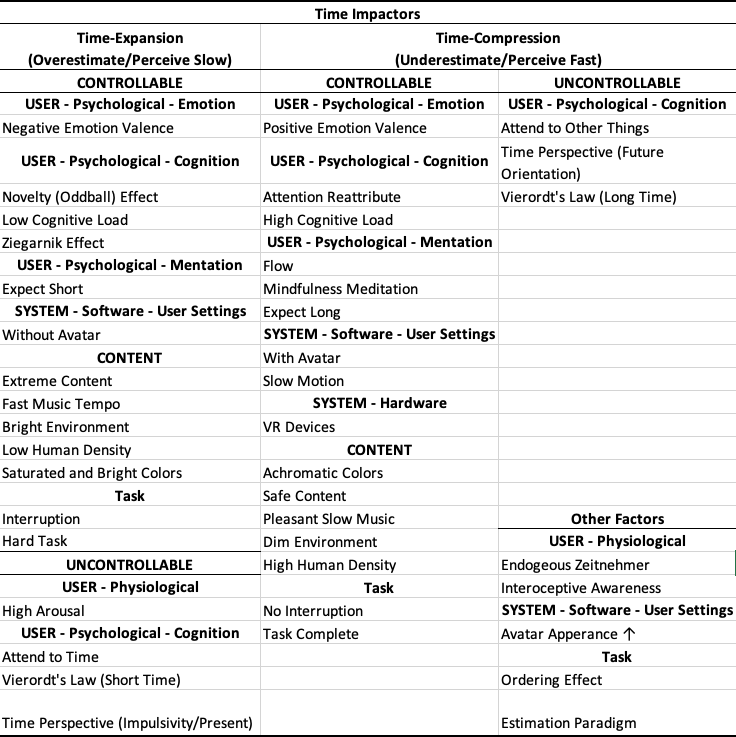 Time Impactors
Time-Expansion
(Overestimate/Perceive Slow)
Time-Compression
(Underestimate/Perceive Fast)
CONTROLLABLE
USER - Psychological - Emotion
Negative Emotion Valence
USER - Psychological - Cognition
Novelty (Oddball) Effect
Low Cognitive Load
Ziegarnik Effect
USER - Psychological - Mentation
Expect Short
SYSTEM - Software - User Settings
Without Avatar
CONTENT
Extreme Content
Fast Music Tempo
Bright Environment
Low Human Density
Saturated and Bright Colors
Task
Interruption
Hard Task
UNCONTROLLABLE
USER - Physiological
High Arousal
USER - Psychological - Cognition
Attend to Time
Vierordt's Law (Short Time)
Time Perspective (Impulsivity/Present)
CONTROLLABLE
USER - Psychological - Emotion
Positive Emotion Valence
USER - Psychological - Cognition
Attention Reattribute
High Cognitive Load
USER - Psychological - Mentation
Flow
Mindfulness Meditation
Expect Long
SYSTEM - Software - User Settings
With Avatar
Slow Motion
SYSTEM - Hardware
VR Devices
CONTENT
Achromatic Colors
Safe Content
Pleasant Slow Music
Dim Environment
High Human Density
Task
No Interruption
Task Complete
UNCONTROLLABLE
USER - Psychological - Cognition
Attend to Other Things
Time Perspective (Future
Orientation)
Vierordt's Law (Long Time)
Other Factors
USER - Physiological
Endogeous Zeitnehmer
Interoceptive Awareness
SYSTEM - Software - User Settings
Avatar Apperance ↑
Task
Ordering Effect
Estimation Paradigm